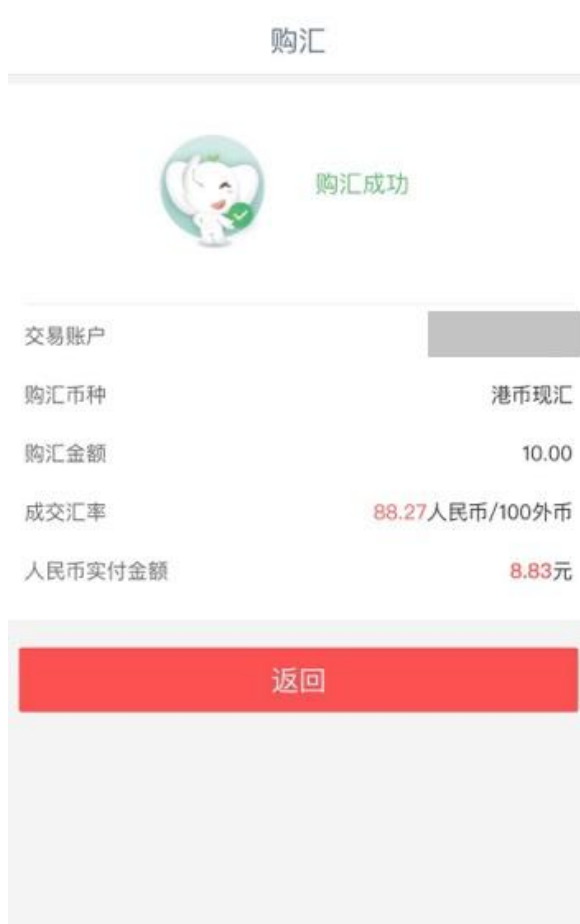 购汇
购汇成功
交易账户
购汇币种 港币现汇
购汇金额 10.00
成交汇率 88.27人民币/100外币
人民币实付金额 8.83元
返回